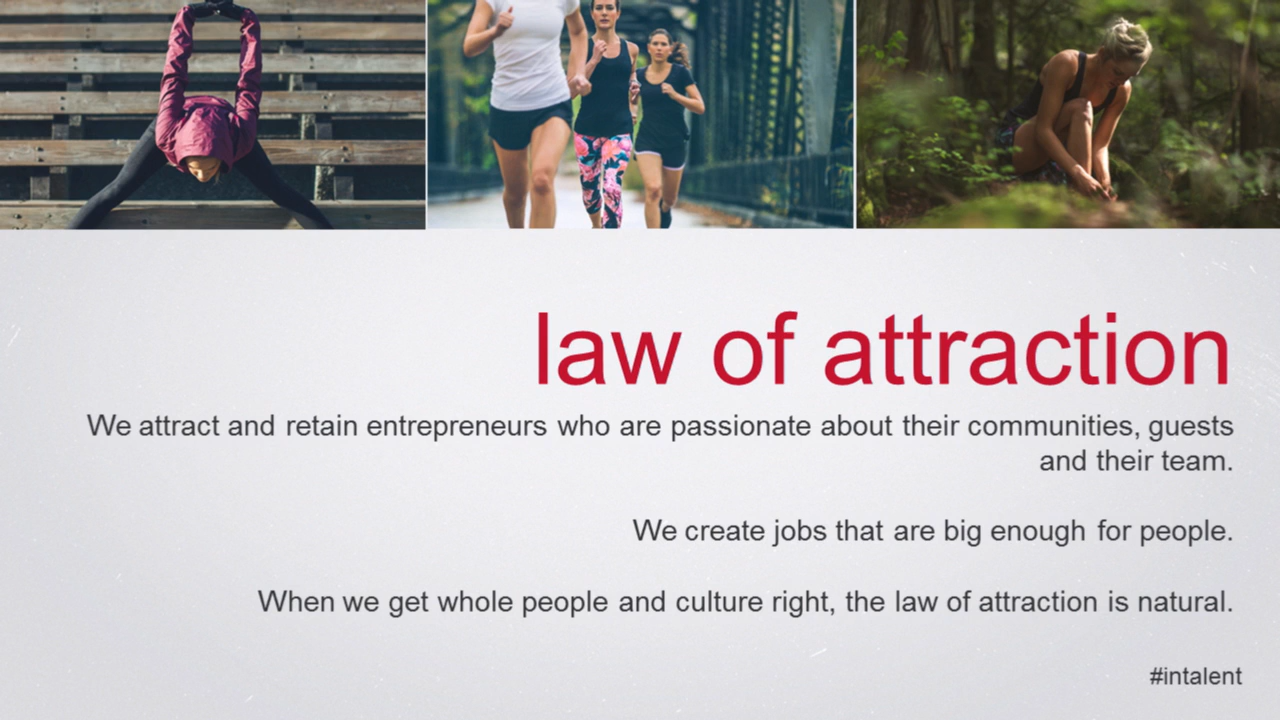 law of attraction
We attract and retain entrepreneurs who are passionate about their communities, guests
and their team.
We create jobs that are big enough for people.
When we get whole people and culture right, the law of attraction is natural.
#intalent